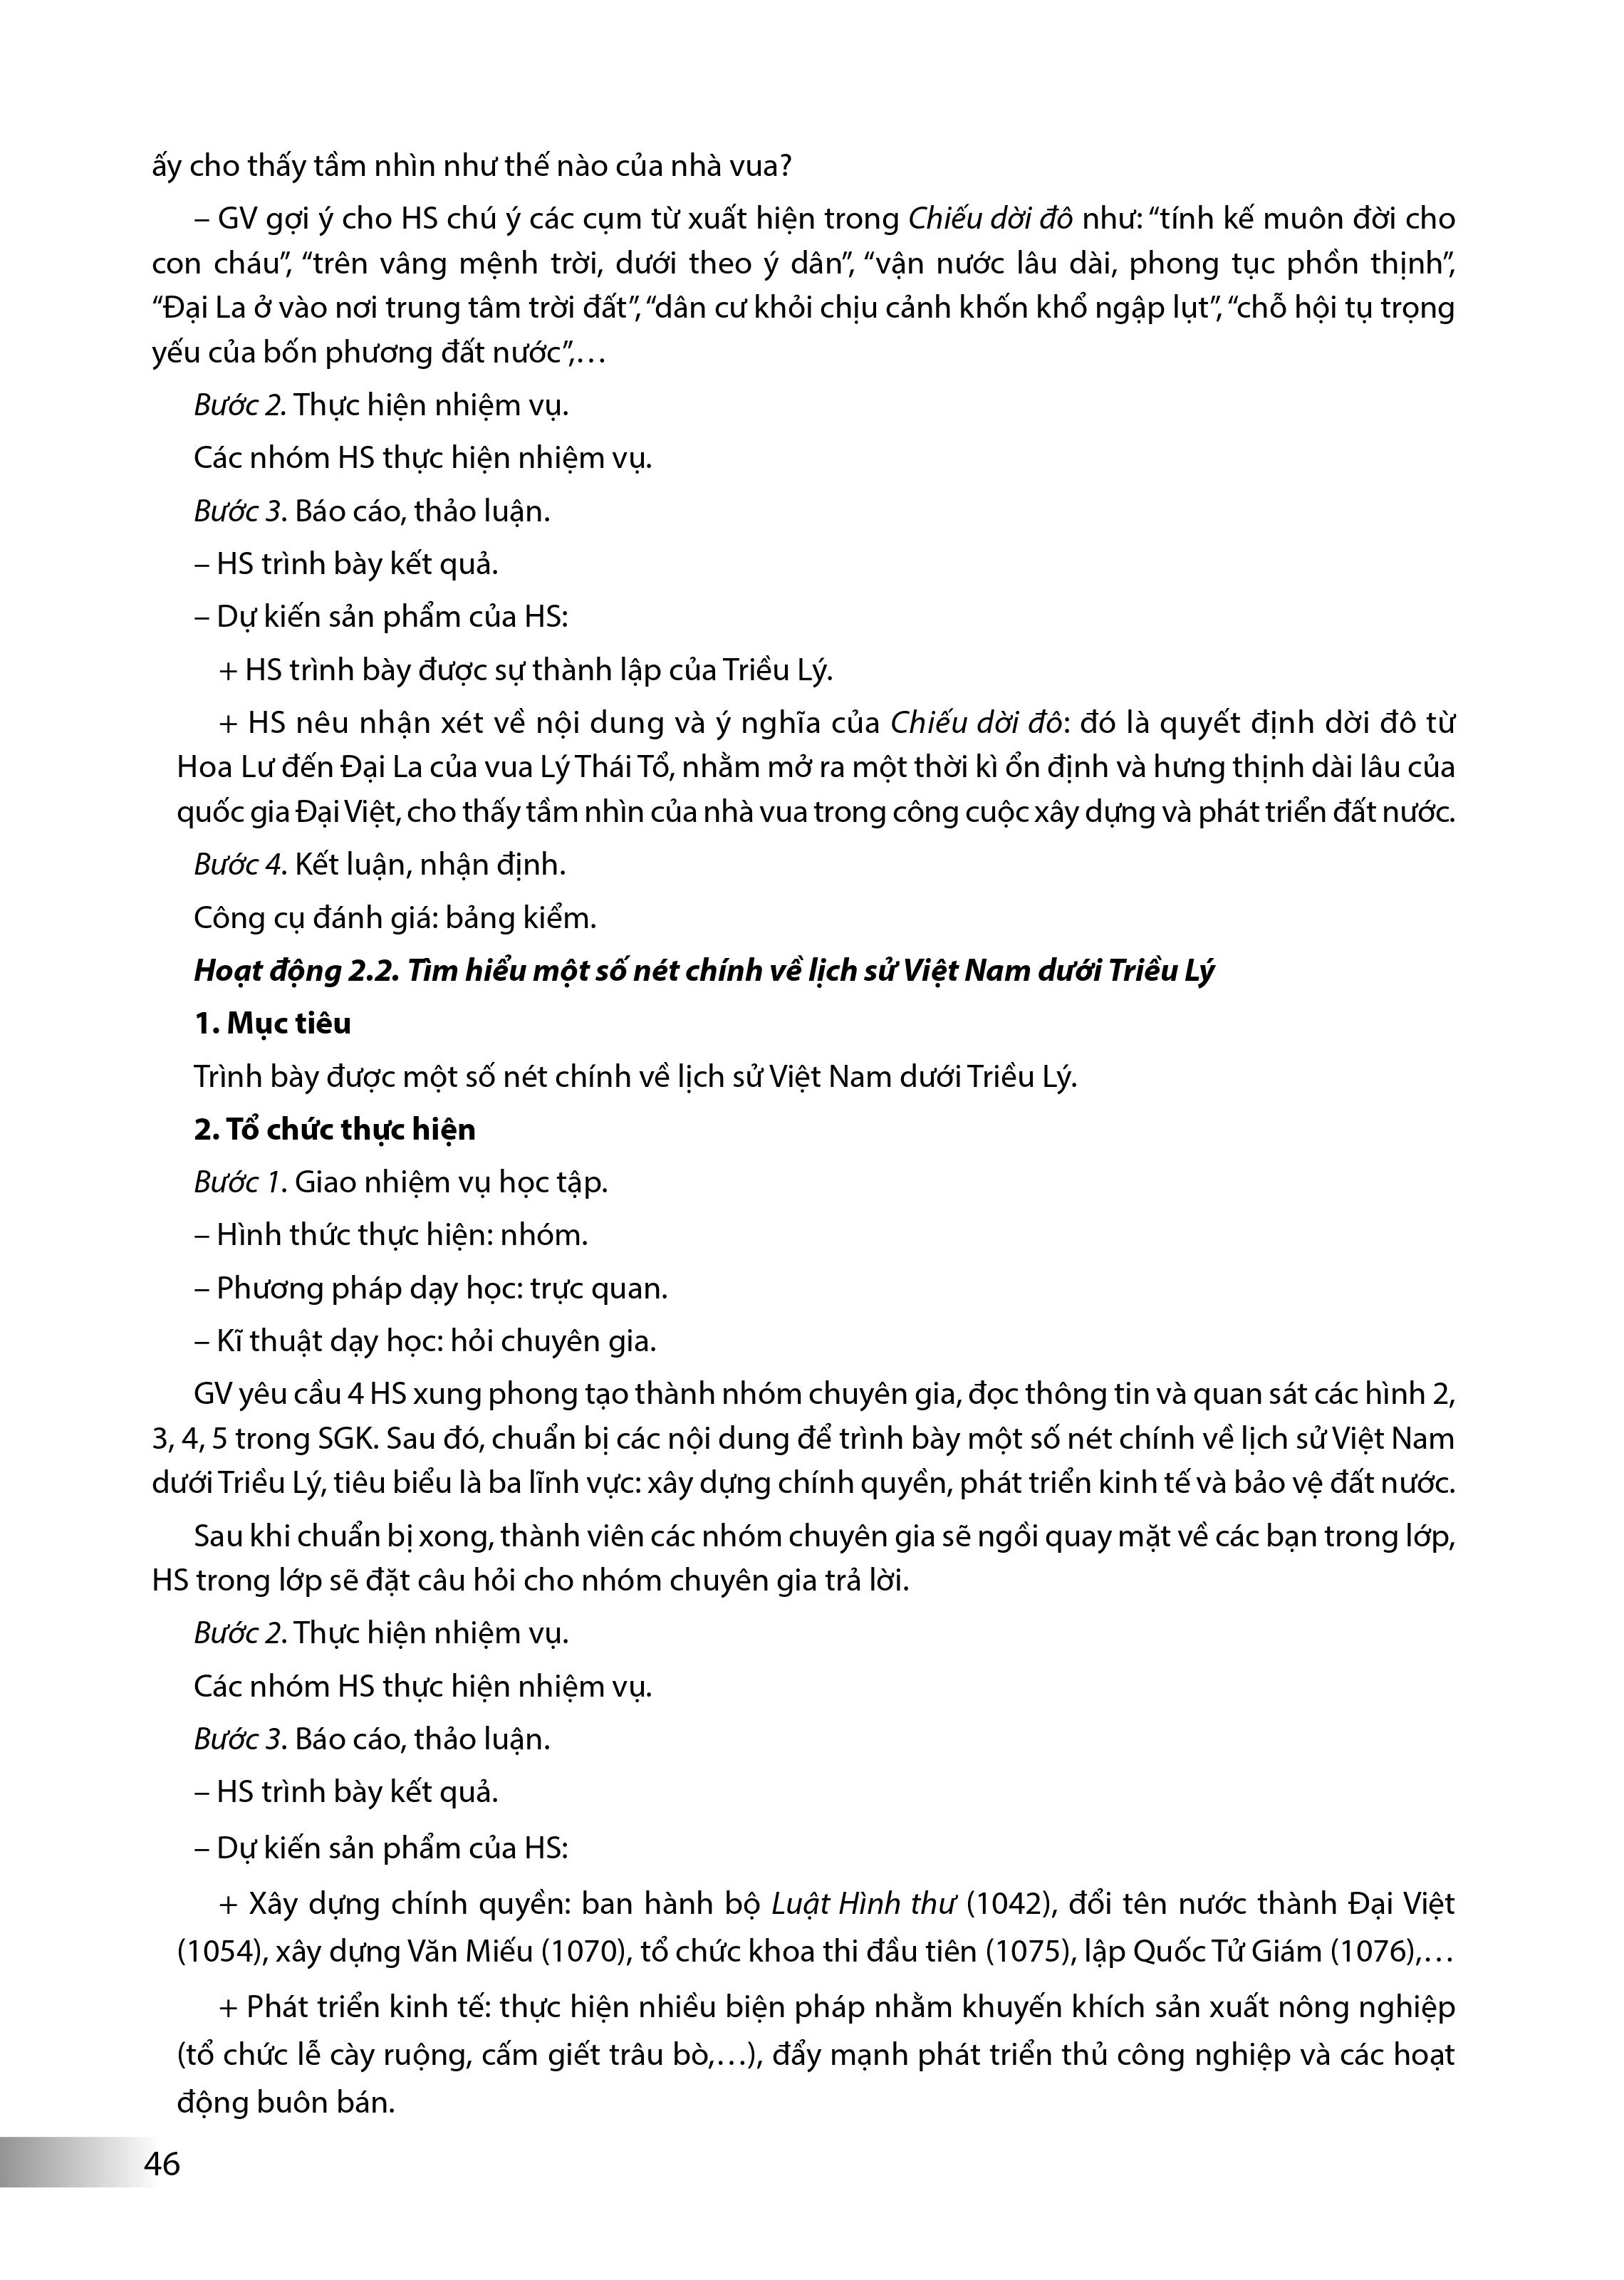 ấy cho thấy tầm nhìn như thế nào của nhà vua?
– GV gợi ý cho HS chú ý các cụm từ xuất hiện trong Chiếu dời đô như: “tính kế muôn đời cho
con cháu”, “trên vâng mệnh trời, dưới theo ý dân”, “vận nước lâu dài, phong tục phồn thịnh”,
“Đại La ở vào nơi trung tâm trời đất”, “dân cư khỏi chịu cảnh khốn khổ ngập lụt”, “chỗ hội tụ trọng
yếu của bốn phương đất nước”,…
Bước 2. Thực hiện nhiệm vụ.
Các nhóm HS thực hiện nhiệm vụ.
Bước 3. Báo cáo, thảo luận.
– HS trình bày kết quả.
– Dự kiến sản phẩm của HS:
+ HS trình bày được sự thành lập của Triều Lý.
+ HS nêu nhận xét về nội dung và ý nghĩa của Chiếu dời đô: đó là quyết định dời đô từ
Hoa Lư đến Đại La của vua Lý Thái Tổ, nhằm mở ra một thời kì ổn định và hưng thịnh dài lâu của
quốc gia Đại Việt, cho thấy tầm nhìn của nhà vua trong công cuộc xây dựng và phát triển đất nước.
Bước 4. Kết luận, nhận định.
Công cụ đánh giá: bảng kiểm.
Hoạt động 2.2. Tìm hiểu một số nét chính về lịch sử Việt Nam dưới Triều Lý
1. Mục tiêu
Trình bày được một số nét chính về lịch sử Việt Nam dưới Triều Lý.
2. Tổ chức thực hiện
Bước 1. Giao nhiệm vụ học tập.
– Hình thức thực hiện: nhóm.
– Phương pháp dạy học: trực quan.
– Kĩ thuật dạy học: hỏi chuyên gia.
GV yêu cầu 4 HS xung phong tạo thành nhóm chuyên gia, đọc thông tin và quan sát các hình 2,
3, 4, 5 trong SGK. Sau đó, chuẩn bị các nội dung để trình bày một số nét chính về lịch sử Việt Nam
dưới Triều Lý, tiêu biểu là ba lĩnh vực: xây dựng chính quyền, phát triển kinh tế và bảo vệ đất nước.
Sau khi chuẩn bị xong, thành viên các nhóm chuyên gia sẽ ngồi quay mặt về các bạn trong lớp,
HS trong lớp sẽ đặt câu hỏi cho nhóm chuyên gia trả lời.
Bước 2. Thực hiện nhiệm vụ.
Các nhóm HS thực hiện nhiệm vụ.
Bước 3. Báo cáo, thảo luận.
– HS trình bày kết quả.
– Dự kiến sản phẩm của HS:
+ Xây dựng chính quyền: ban hành bộ Luật Hình thư (1042), đổi tên nước thành Đại Việt
(1054), xây dựng Văn Miếu (1070), tổ chức khoa thi đầu tiên (1075), lập Quốc Tử Giám (1076),…
+ Phát triển kinh tế: thực hiện nhiều biện pháp nhằm khuyến khích sản xuất nông nghiệp
(tổ chức lễ cày ruộng, cấm giết trâu bò,…), đẩy mạnh phát triển thủ công nghiệp và các hoạt
động buôn bán.
46